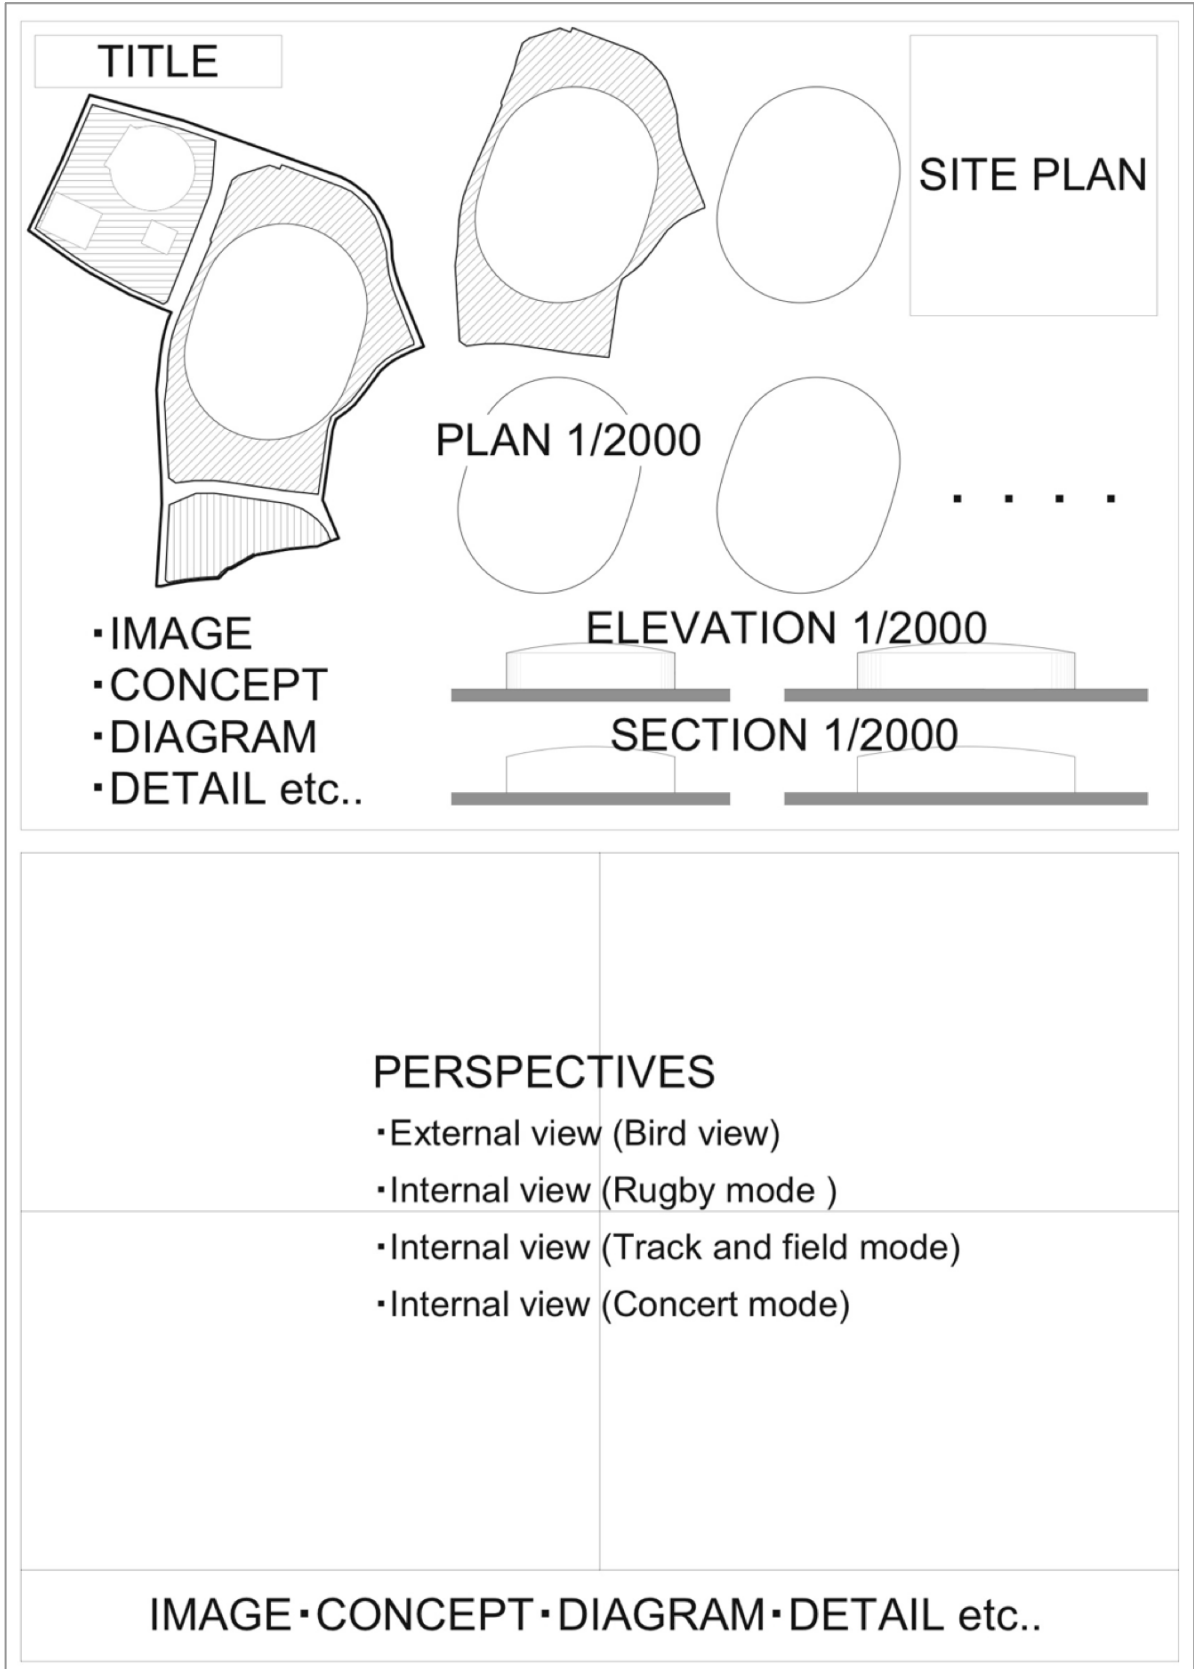 TITLE
SITE PLAN
PLAN 1/2000
・・・・
・IMAGE
・CONCEPT
・DIAGRAM
・DETAIL etc..
ELEVATION 1/2000
SECTION 1/2000
PERSPECTIVES
・External view (Bird view)
・Internal view (Rugby mode )
・Internal view (Track and field mode)
・Internal view (Concert mode)
IMAGE・CONCEPT・DIAGRAM・DETAIL etc..